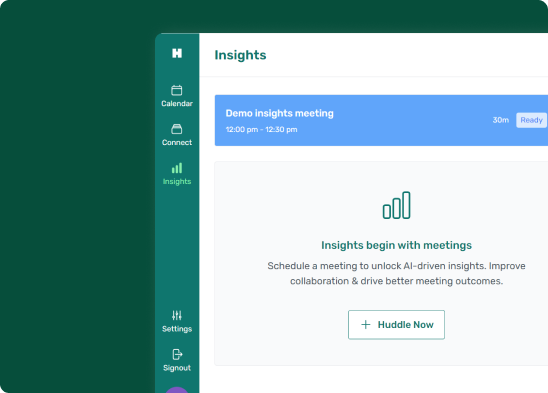 H
Insights
Calendar
Connect
Insights
Settings
Signout
Demo insights meeting
12:00 pm - 12:30 pm
30m
Ready
Insights begin with meetings
Schedule a meeting to unlock AI-driven insights. Improve
collaboration & drive better meeting outcomes.
+ Huddle Now